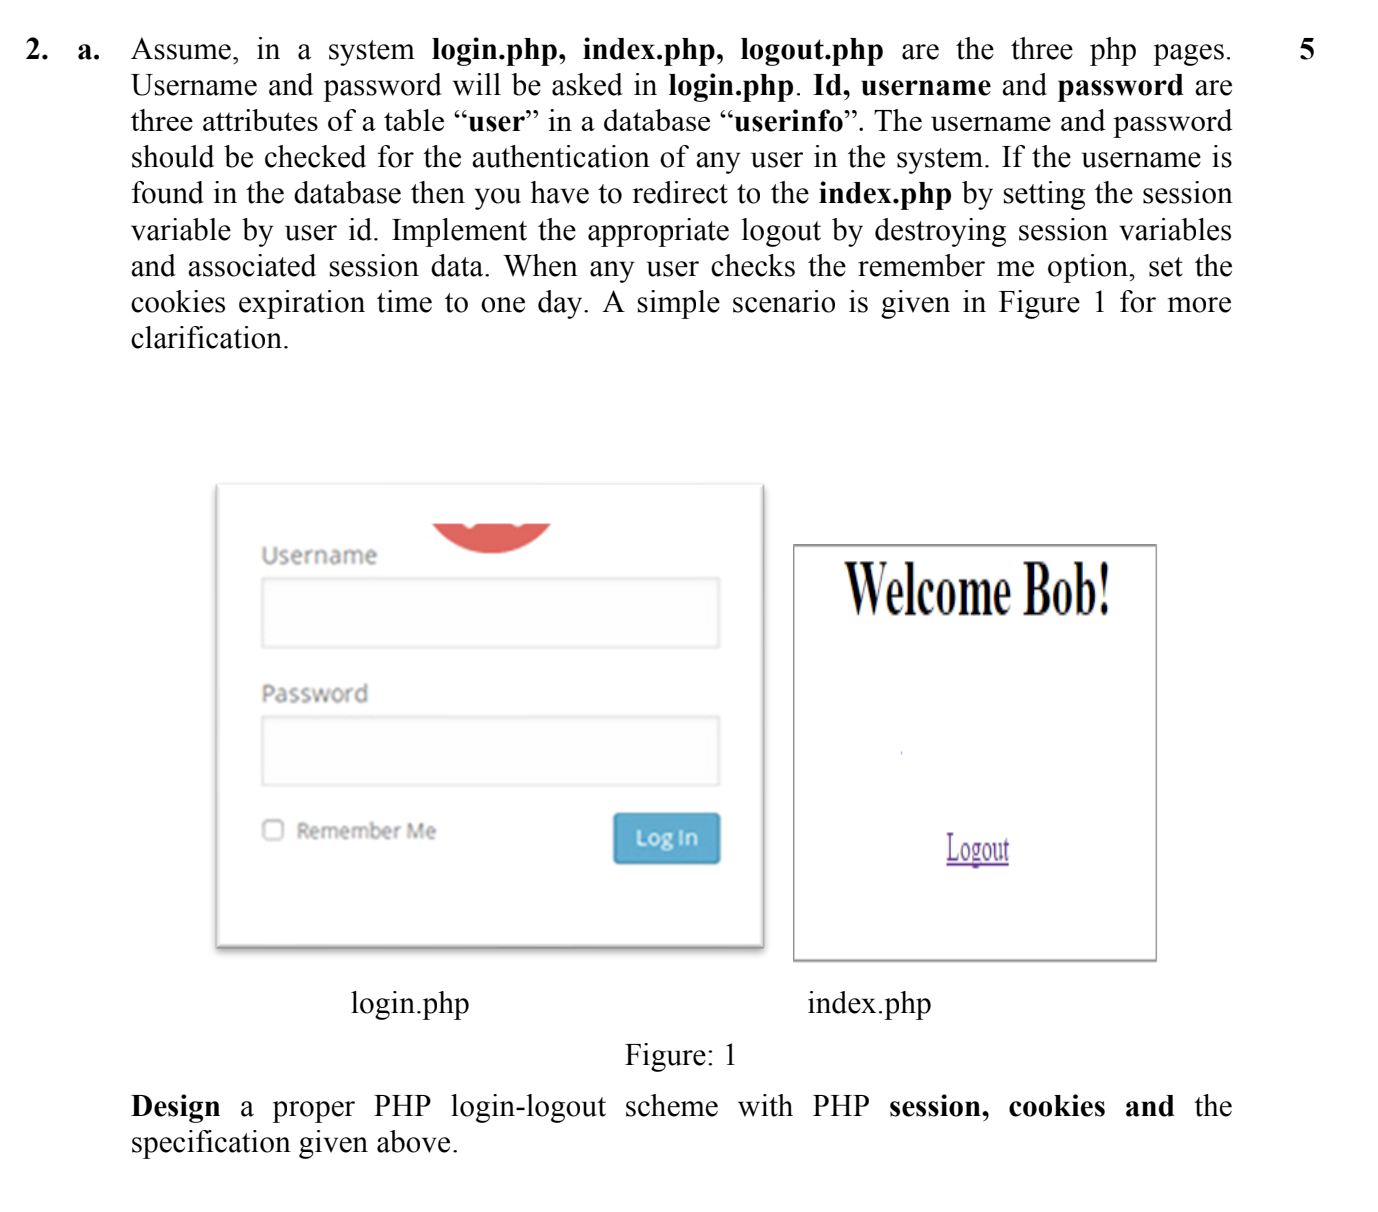 2. a. Assume, in a system login.php, index.php, logout.php are the three php pages. 5
Username and password will be asked in login.php. Id, username and password are
three attributes of a table “user” in a database “userinfo”. The username and password
should be checked for the authentication of any user in the system. If the username is
found in the database then you have to redirect to the index.php by setting the session
variable by user id. Implement the appropriate logout by destroying session variables
and associated session data. When any user checks the remember me option, set the
cookies expiration time to one day. A simple scenario is given in Figure 1 for more
clarification.
Username
Password
Remember Me
Log In
Welcome Bob!
Logout
login.php
index.php
Figure: 1
Design a proper PHP login-logout scheme with PHP session, cookies and the
specification given above.